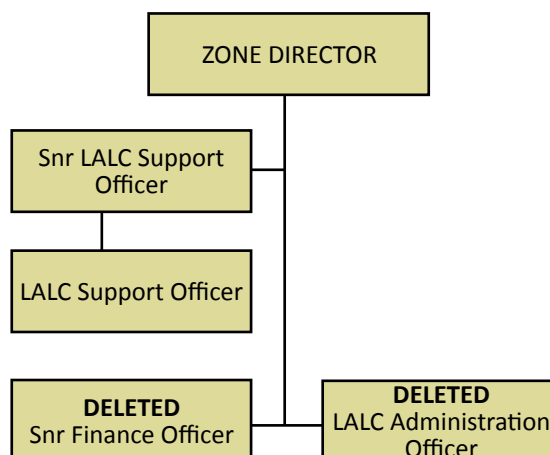 ZONE DIRECTOR
Snr LALC Support
Officer
LALC Support Officer
DELETED
Snr Finance Officer
DELETED
LALC Administration
Officer